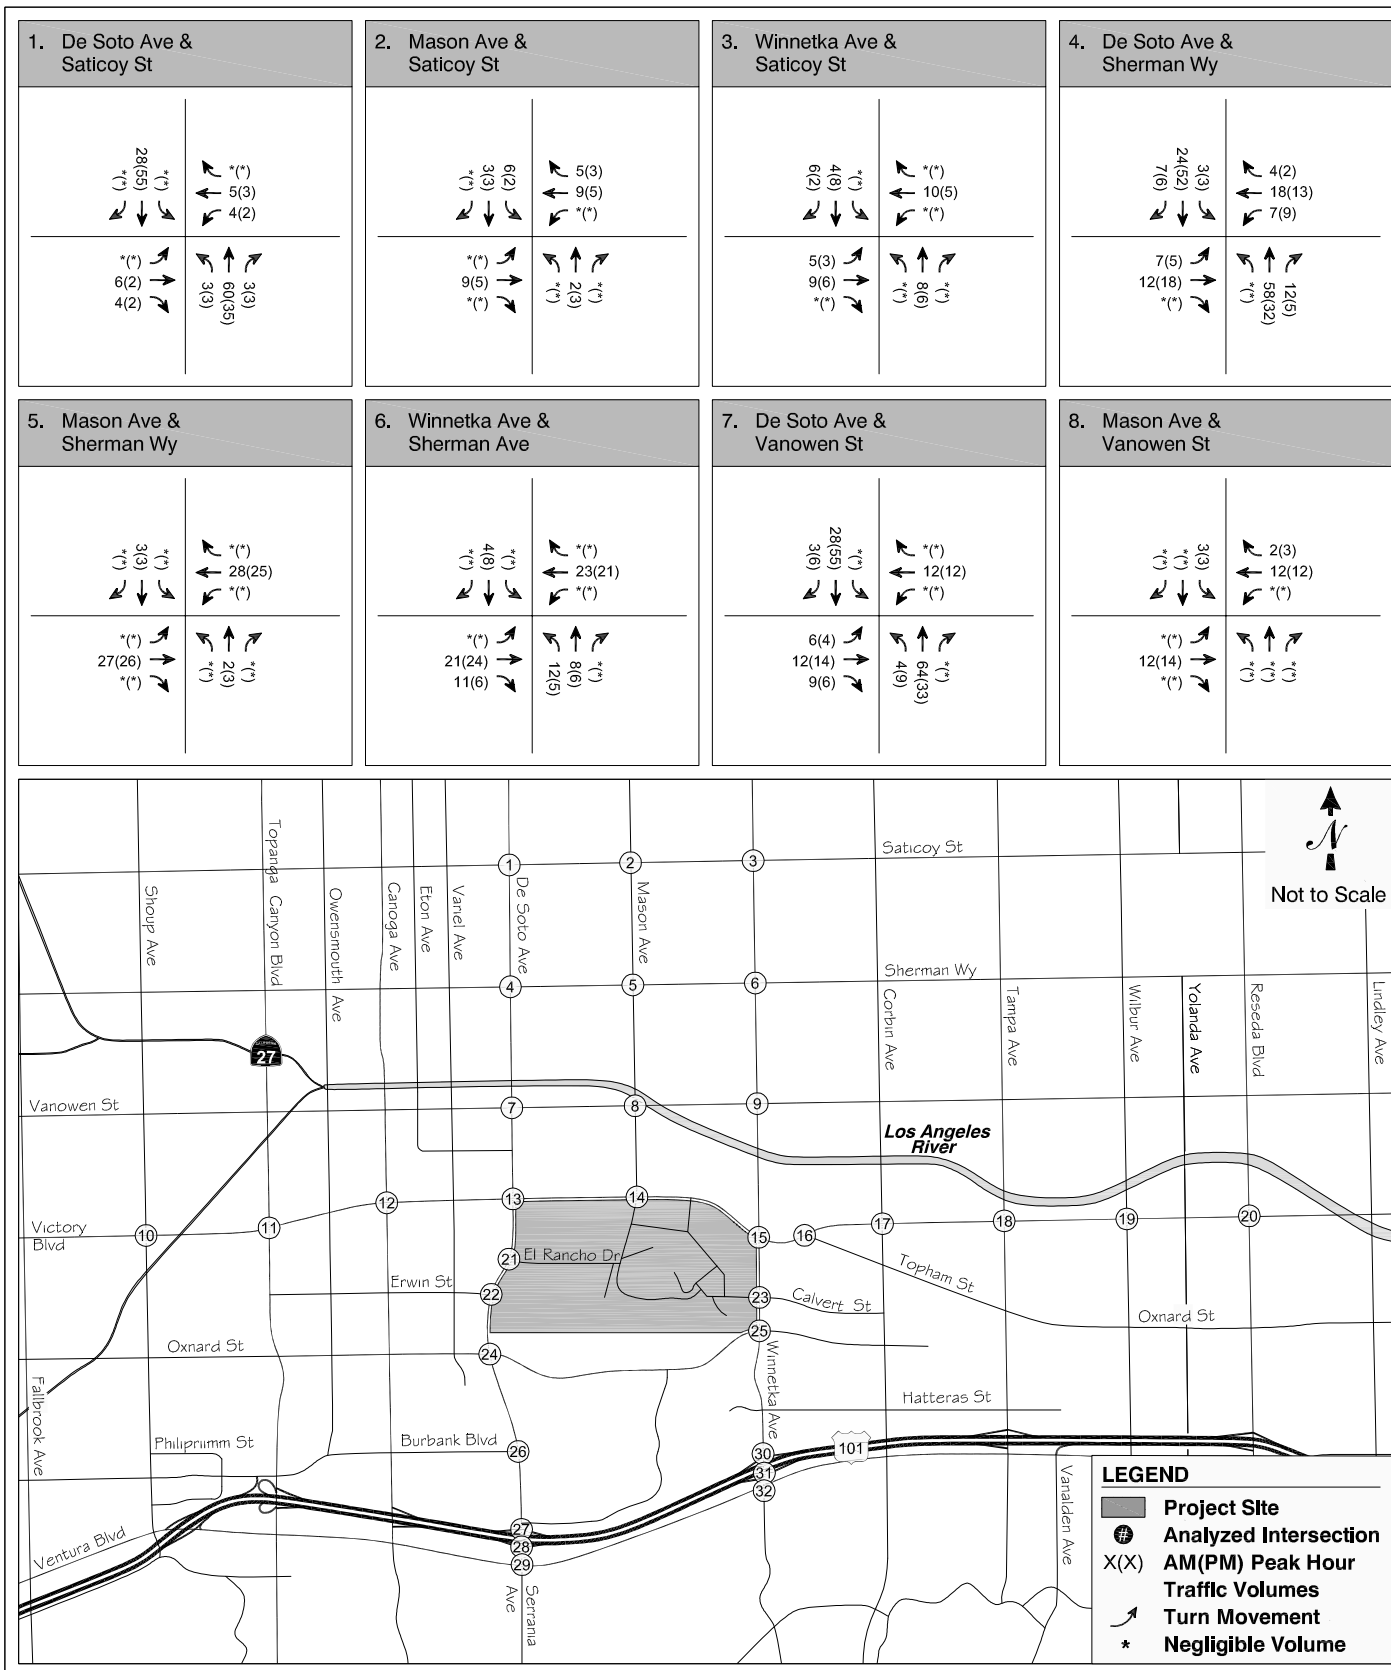 1. De Soto Ave &
Saticoy St
28(55)
*(*)
*(*)
*(*)
5(3)
4(2)
*(*)
6(2)
4(2)
3(3)
60(35)
3(3)
2. Mason Ave &
Saticoy St
*(*)
3(3)
6(2)
5(3)
9(5)
*(*)
*(*)
9(5)
*(*)
*(*)
2(3)
*(*)
3. Winnetka Ave &
Saticoy St
6(2)
4(8)
*(*)
*(*)
10(5)
*(*)
5(3)
9(6)
*(*)
*(*)
8(6)
*(*)
4. De Soto Ave &
Sherman Wy
7(6)
24(52)
3(3)
4(2)
18(13)
7(9)
7(5)
12(18)
*(*)
*(*)
58(32)
12(5)
5. Mason Ave &
Sherman Wy
*(*)
3(3)
*(*)
*(*)
28(25)
*(*)
*(*)
27(26)
*(*)
*(*)
2(3)
*(*)
6. Winnetka Ave &
Sherman Ave
*(*)
4(8)
*(*)
*(*)
23(21)
*(*)
*(*)
21(24)
11(6)
12(5)
8(6)
*(*)
7. De Soto Ave &
Vanowen St
3(6)
28(55)
*(*)
*(*)
12(12)
*(*)
6(4)
12(14)
9(6)
4(9)
64(33)
*(*)
8. Mason Ave &
Vanowen St
*(*)
*(*)
3(3)
2(3)
12(12)
*(*)
*(*)
12(14)
*(*)
*(*)
*(*)
*(*)
N
Not to Scale
Saticoy St
1
2
3
Shoup Ave
Topanga Canyon Blvd
Owensmouth Ave
Canoga Ave
Eton Ave
Variel Ave
De Soto Ave
Mason Ave
Sherman Wy
4
5
6
Corbin Ave
Tampa Ave
Wilbur Ave
Yolanda Ave
Reseda Blvd
Lindley Ave
27
Vanowen St
7
8
9
Los Angeles
River
Victory
Blvd
10
11
12
13
14
15
16
17
18
19
20
21
El Rancho Dr
Erwin St
22
23
Calvert St
Topham St
Oxnard St
25
Oxnard St
24
Winnetka Ave
Fallbrook Ave
Hatteras St
Philiprimm St
Burbank Blvd
26
30
31
32
101
Vanalden Ave
Ventura Blvd
27
28
29
Serrania
Ave
LEGEND
Project Site
# Analyzed Intersection
X(X) AM(PM) Peak Hour
Traffic Volumes
Turn Movement
* Negligible Volume